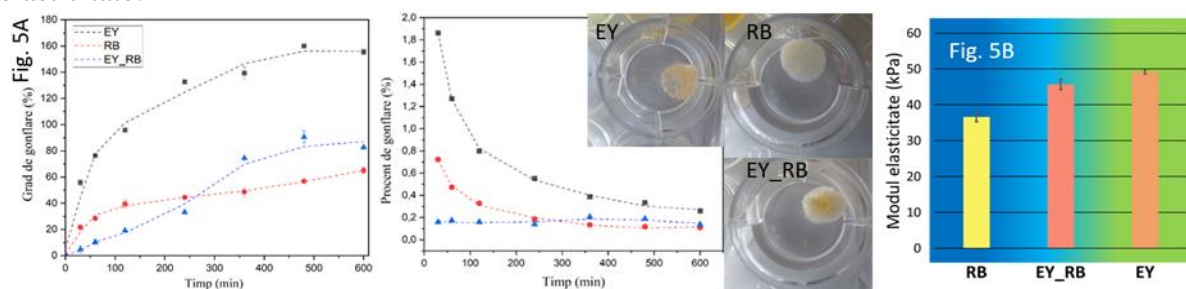 Fig. 5A
Grad de gonflare (%)
180
160
140
120
100
80
60
40
20
0
EY
RB
EY_RB
0 100 200 300 400 500 600
Timp (min)
Procent de gonflare (%)
2,0
1,8
1,6
1,4
1,2
1,0
0,8
0,6
0,4
0,2
0,0
0 100 200 300 400 500 600
Timp (min)
EY
RB
EY_RB
Fig. 5B
Modul elasticitate (kPa)
60
50
40
30
20
10
0
RB EY_RB EY